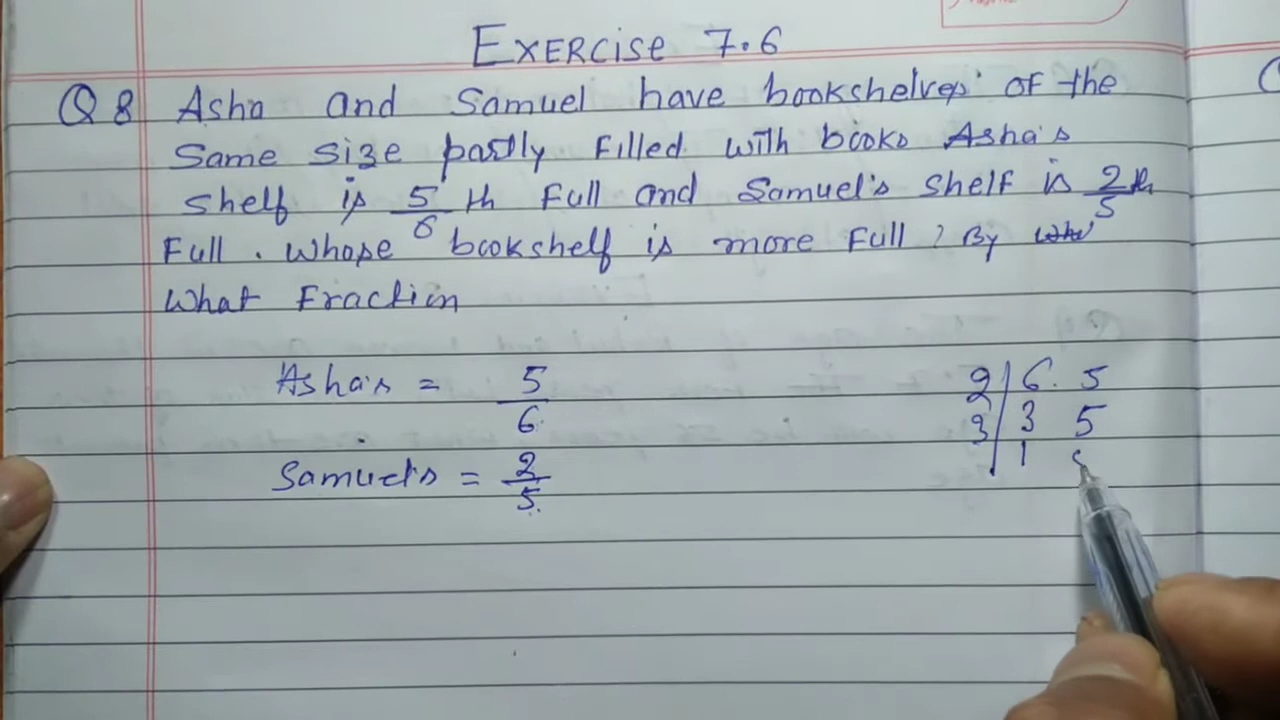 EXERCISE 7.6
Q 8 Asha and Samuel have bookshelves of the
Same size partly Filled with books Asha's
Shelf is 5/6 th Full and Samuel's Shelf is 2/5 th
Full. Whose bookshelf is more Full? By
What Fraction
Asha's = 5/6
Samuel's = 2/5
2 6. 5
3 3 5
1